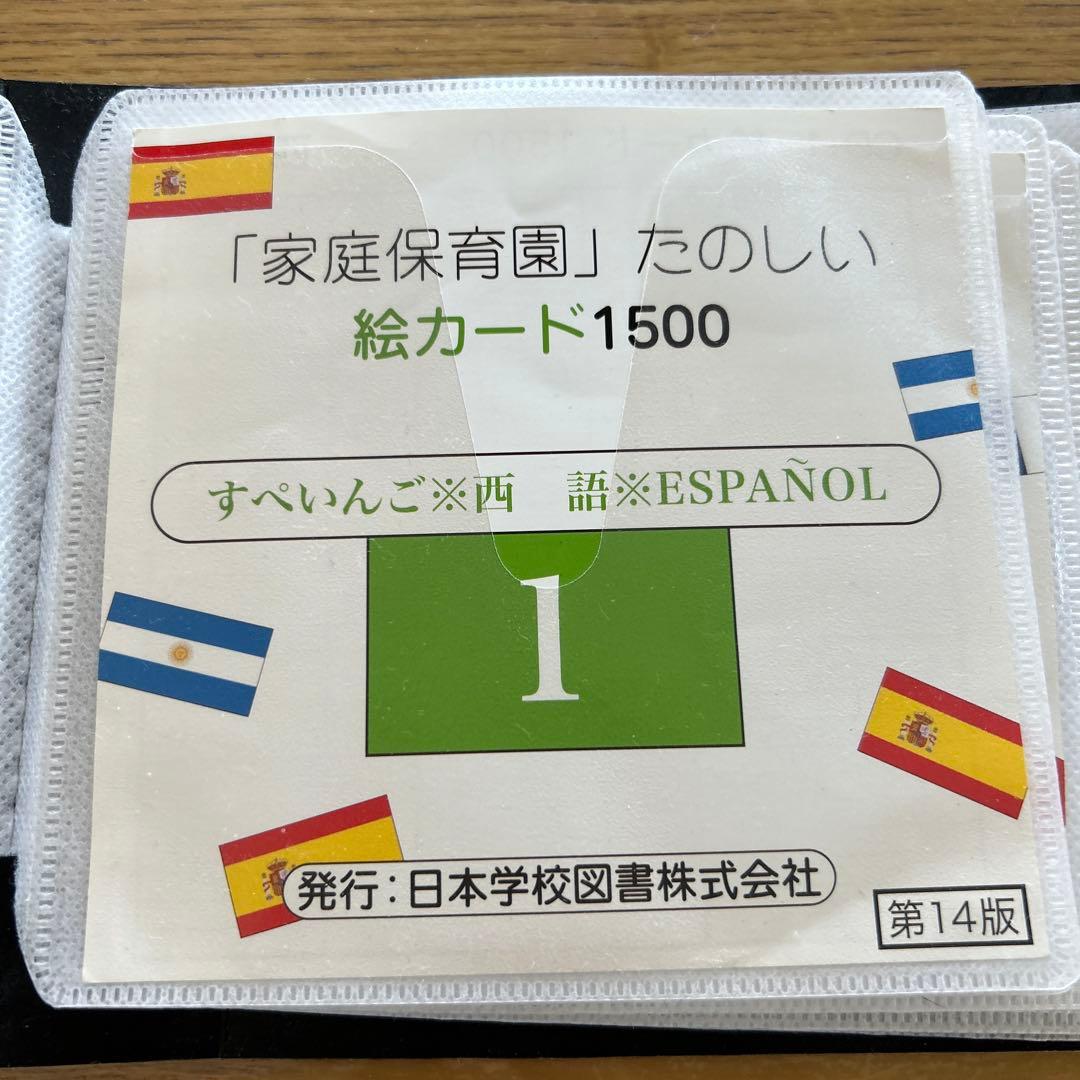 「家庭保育園」たのしい
絵カード1500
すぺいんご※西　語※ESPAÑOL
1
発行：日本学校図書株式会社
第14版